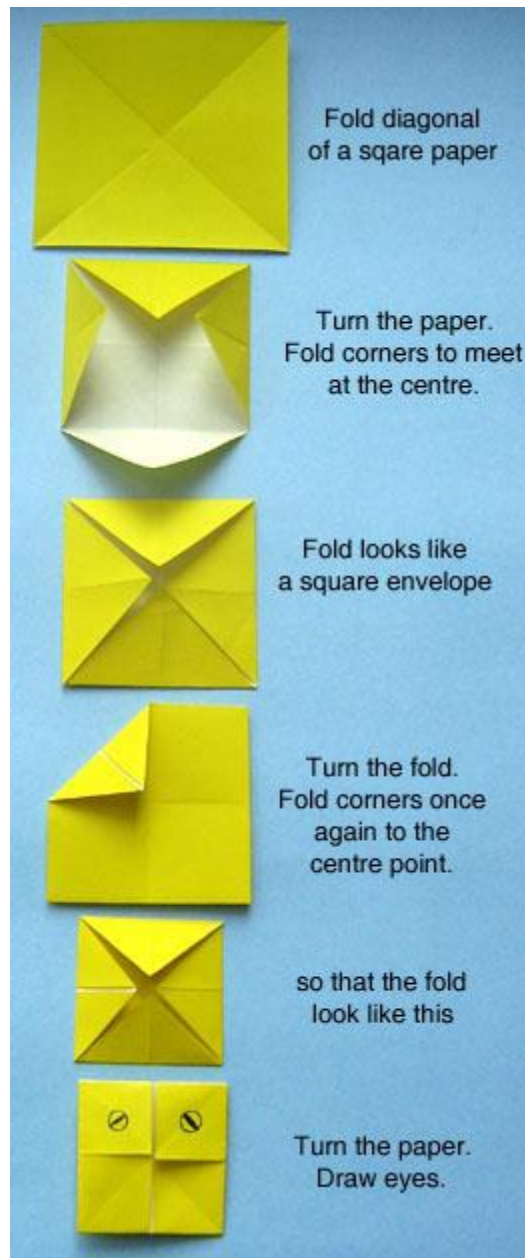 Fold diagonal
of a sqare paper
Turn the paper.
Fold corners to meet
at the centre.
Fold looks like
a square envelope
Turn the fold.
Fold corners once
again to the
centre point.
so that the fold
look like this
Turn the paper.
Draw eyes.